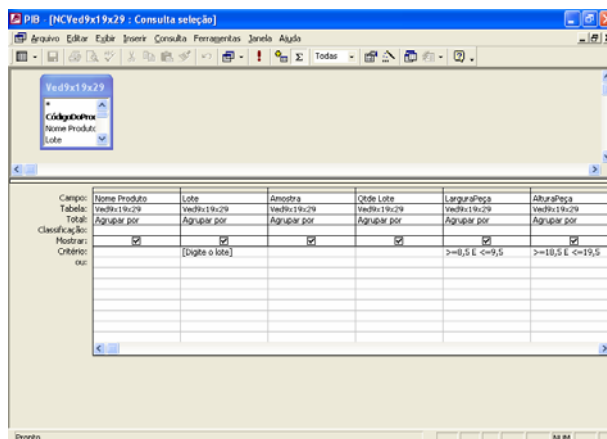 PIB - [NCVed9x19x29 : Consulta seleção]
Arquivo Editar Exibir Inserir Consulta Ferramentas Janela Ajuda
Todas
Ved9x19x29
*
CódigoDoProx
Nome Produtc
Lote
Campo: Nome Produto Lote Amostra Qtde Lote LarguraPeça AlturaPeça
Tabela: Ved9x19x29 Ved9x19x29 Ved9x19x29 Ved9x19x29 Ved9x19x29 Ved9x19x29
Total: Agrupar por Agrupar por Agrupar por Agrupar por Agrupar por Agrupar por
Classificação:
Mostrar:
Critério: [Digite o lote] >=8,5 E <=9,5 >=18,5 E <=19,5
ou:
Pronto NUM